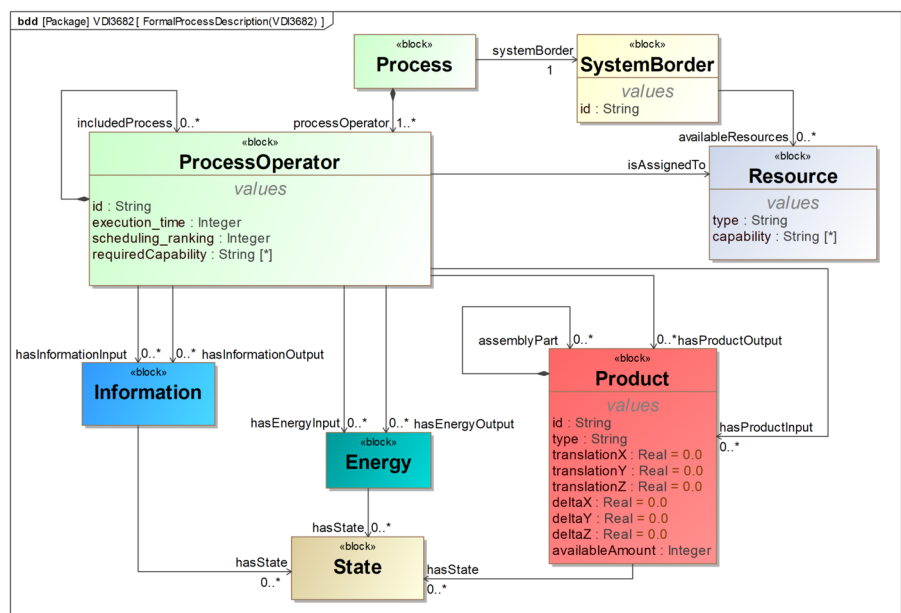 bdd [Package] VDI3682 [ FormalProcessDescription(VDI3682) ]
«block»
Process
systemBorder
1
«block»
SystemBorder
values
id : String
includedProcess 0..*
processOperator 1..*
availableResources 0..*
«block»
ProcessOperator
values
id : String
execution_time : Integer
scheduling_ranking : Integer
requiredCapability : String [*]
isAssignedTo
«block»
Resource
values
type : String
capability : String [*]
hasInformationInput 0..*
0..* hasInformationOutput
«block»
Information
hasEnergyInput 0..*
0..* hasEnergyOutput
«block»
Energy
assemblyPart 0..*
0..* hasProductOutput
«block»
Product
values
id : String
type : String
translationX : Real = 0.0
translationY : Real = 0.0
translationZ : Real = 0.0
deltaX : Real = 0.0
deltaY : Real = 0.0
deltaZ : Real = 0.0
availableAmount : Integer
hasProductInput
0..*
hasState 0..*
hasState
0..*
«block»
State
hasState
0..*